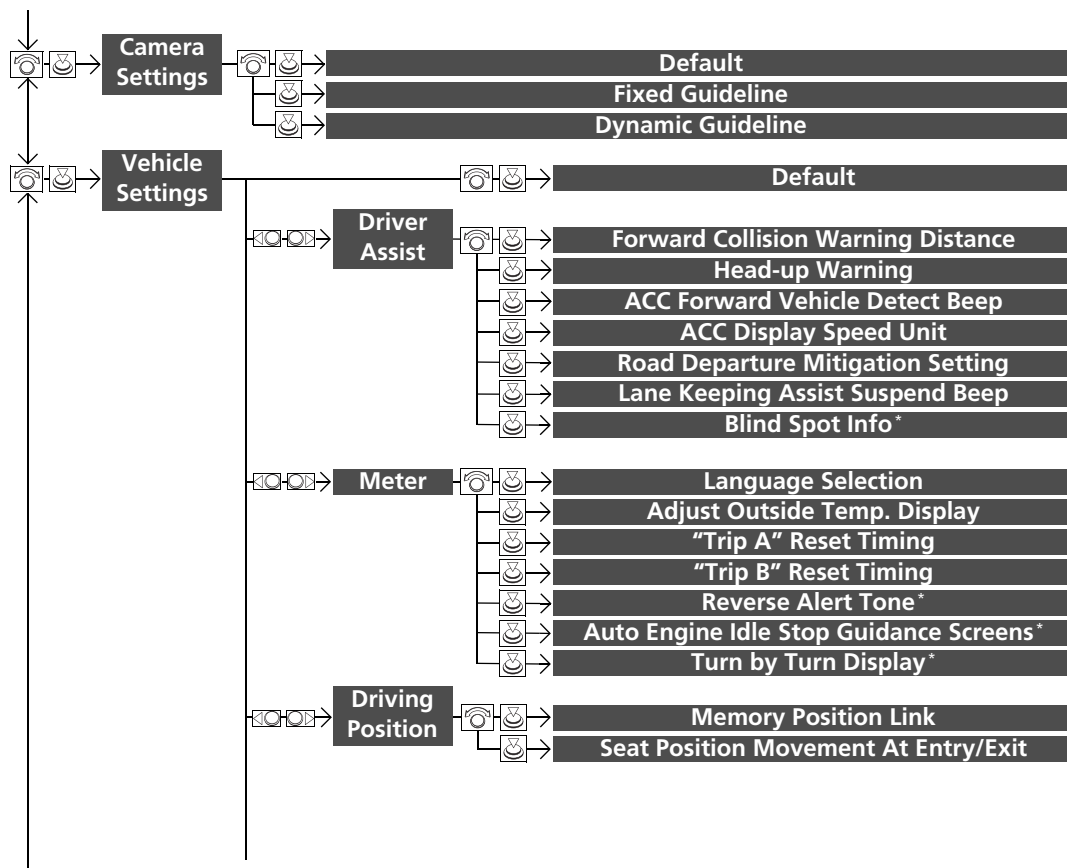 Camera
Settings
Default
Fixed Guideline
Dynamic Guideline
Vehicle
Settings
Default
Driver
Assist
Forward Collision Warning Distance
Head-up Warning
ACC Forward Vehicle Detect Beep
ACC Display Speed Unit
Road Departure Mitigation Setting
Lane Keeping Assist Suspend Beep
Blind Spot Info*
Meter
Language Selection
Adjust Outside Temp. Display
“Trip A” Reset Timing
“Trip B” Reset Timing
Reverse Alert Tone*
Auto Engine Idle Stop Guidance Screens*
Turn by Turn Display*
Driving
Position
Memory Position Link
Seat Position Movement At Entry/Exit